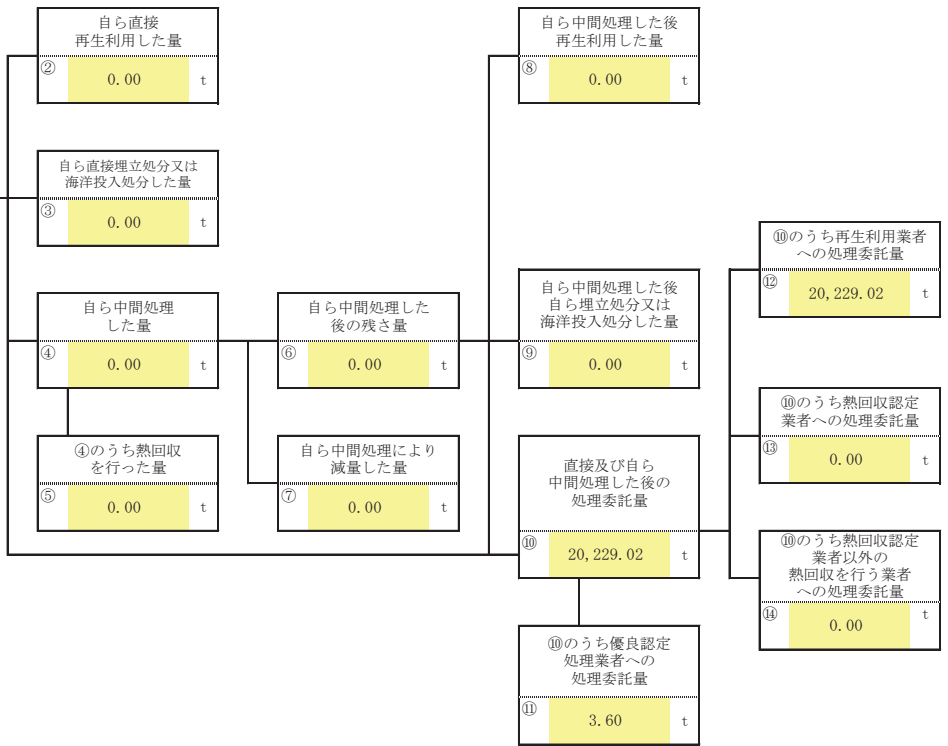 自ら直接
再生利用した量
② 0.00 t
自ら直接埋立処分又は
海洋投入処分した量
③ 0.00 t
自ら中間処理
した量
④ 0.00 t
④のうち熱回収
を行った量
⑤ 0.00 t
自ら中間処理した
後の残さ量
⑥ 0.00 t
自ら中間処理により
減量した量
⑦ 0.00 t
自ら中間処理した後
再生利用した量
⑧ 0.00 t
自ら中間処理した後
自ら埋立処分又は
海洋投入処分した量
⑨ 0.00 t
直接及び自ら
中間処理した後の
処理委託量
⑩ 20,229.02 t
⑩のうち優良認定
処理業者への
処理委託量
⑪ 3.60 t
⑩のうち再生利用業者
への処理委託量
⑫ 20,229.02 t
⑩のうち熱回収認定
業者への処理委託量
⑬ 0.00 t
⑩のうち熱回収認定
業者以外の
熱回収を行う業者
への処理委託量
⑭ 0.00 t